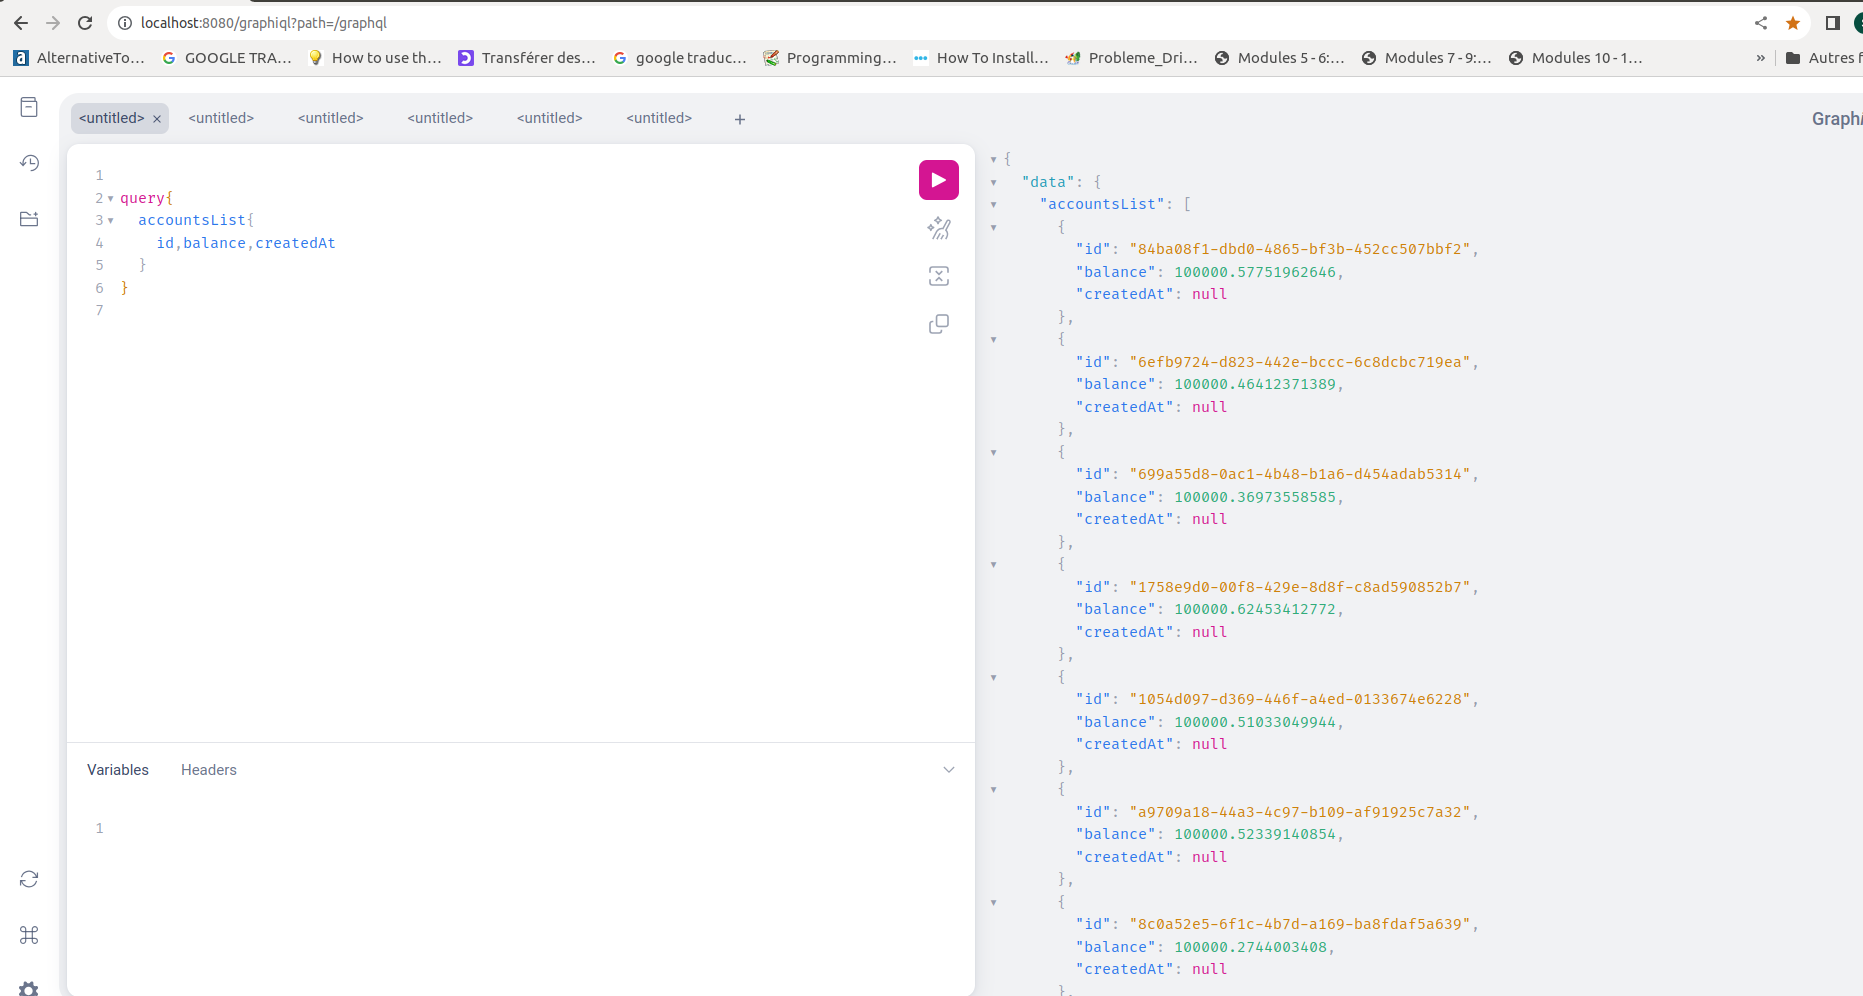 localhost:8080/graphiql?path=/graphql
AlternativeTo... GOOGLE TRA... How to use th... Transférer des... google traduc... Programming... How To Install... Probleme_Dri... Modules 5 - 6:... Modules 7 - 9:... Modules 10 - 1... » Autres f
<untitled> × <untitled> <untitled> <untitled> <untitled> <untitled> +
Graph
1
2 query{
3 accountsList{
4 id,balance,createdAt
5 }
6 }
7
Variables Headers
1
{
"data": {
"accountsList": [
{
"id": "84ba08f1-dbd0-4865-bf3b-452cc507bbf2",
"balance": 100000.57751962646,
"createdAt": null
},
{
"id": "6efb9724-d823-442e-bccc-6c8dcbc719ea",
"balance": 100000.46412371389,
"createdAt": null
},
{
"id": "699a55d8-0ac1-4b48-b1a6-d454adab5314",
"balance": 100000.36973558585,
"createdAt": null
},
{
"id": "1758e9d0-00f8-429e-8d8f-c8ad590852b7",
"balance": 100000.62453412772,
"createdAt": null
},
{
"id": "1054d097-d369-446f-a4ed-0133674e6228",
"balance": 100000.51033049944,
"createdAt": null
},
{
"id": "a9709a18-44a3-4c97-b109-af91925c7a32",
"balance": 100000.52339140854,
"createdAt": null
},
{
"id": "8c0a52e5-6f1c-4b7d-a169-ba8fdaf5a639",
"balance": 100000.2744003408,
"createdAt": null
},